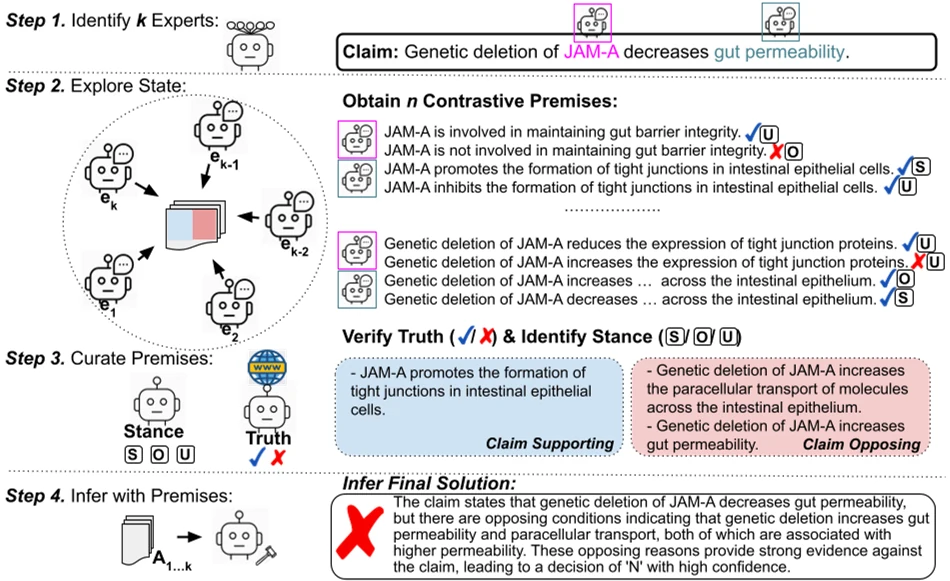 Step 1. Identify k Experts:
Claim: Genetic deletion of JAM-A decreases gut permeability.
Step 2. Explore State:
e_k-1
e_k
e_k-2
e_1
e_2
Obtain n Contrastive Premises:
JAM-A is involved in maintaining gut barrier integrity. ✓ U
JAM-A is not involved in maintaining gut barrier integrity. ✗ O
JAM-A promotes the formation of tight junctions in intestinal epithelial cells. ✓ S
JAM-A inhibits the formation of tight junctions in intestinal epithelial cells. ✓ U
...................
Genetic deletion of JAM-A reduces the expression of tight junction proteins. ✓ U
Genetic deletion of JAM-A increases the expression of tight junction proteins. ✗ U
Genetic deletion of JAM-A increases ... across the intestinal epithelium. ✓ O
Genetic deletion of JAM-A decreases ... across the intestinal epithelium. ✓ S
Verify Truth (✓/ ✗) & Identify Stance (S/ O/ U)
Step 3. Curate Premises:
WWW
Stance
S O U
Truth
✓ ✗
- JAM-A promotes the formation of
tight junctions in intestinal epithelial
cells.
Claim Supporting
- Genetic deletion of JAM-A increases
the paracellular transport of molecules
across the intestinal epithelium.
- Genetic deletion of JAM-A increases
gut permeability. Claim Opposing
Step 4. Infer with Premises:
A_1...k
Infer Final Solution:
The claim states that genetic deletion of JAM-A decreases gut permeability,
but there are opposing conditions indicating that genetic deletion increases gut
permeability and paracellular transport, both of which are associated with
higher permeability. These opposing reasons provide strong evidence against
the claim, leading to a decision of 'N' with high confidence.